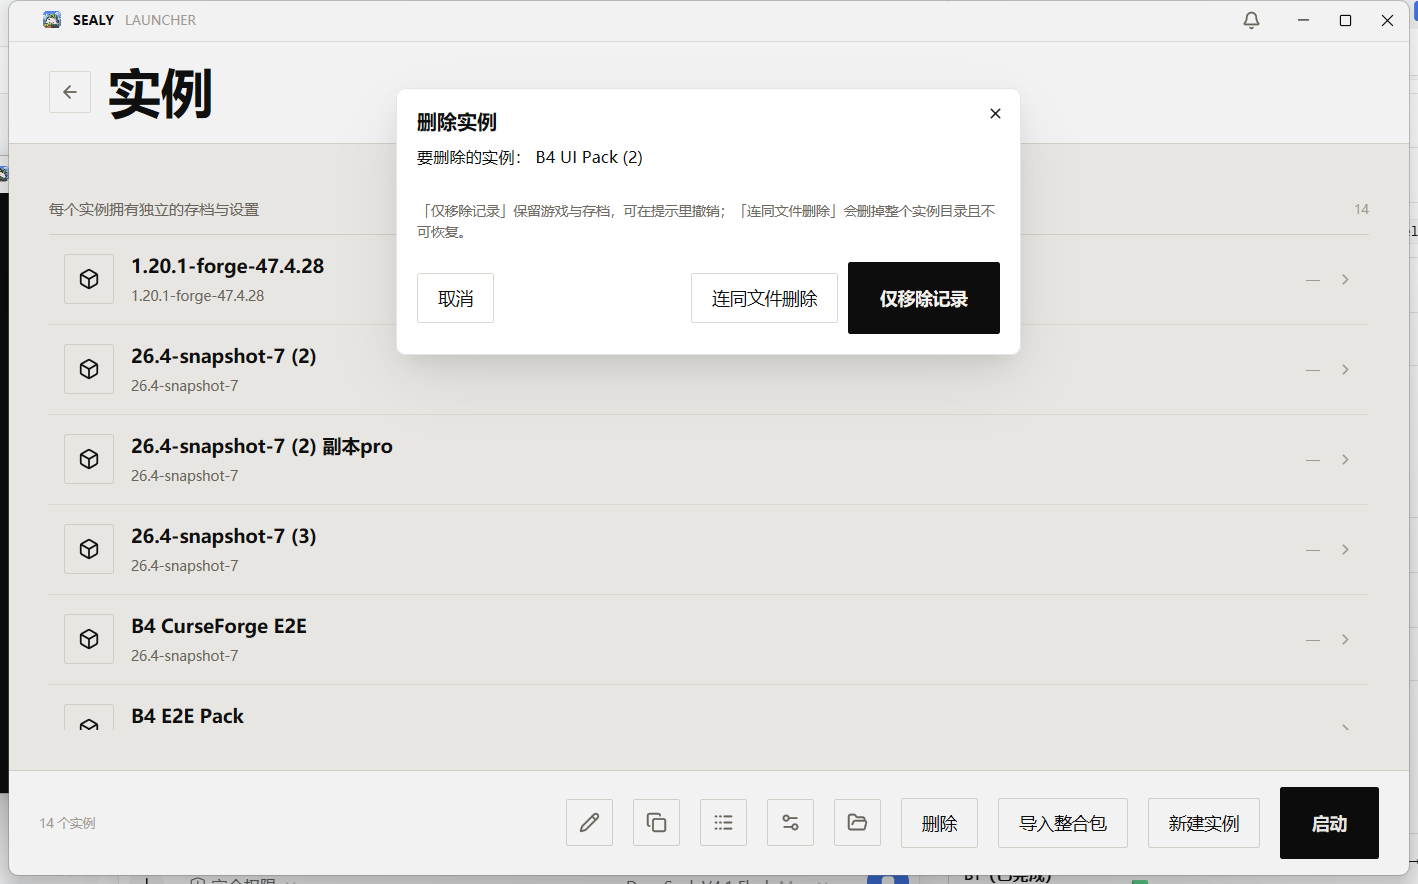 SEALY LAUNCHER
实例
删除实例
要删除的实例： B4 UI Pack (2)
「仅移除记录」保留游戏与存档，可在提示里撤销；「连同文件删除」会删掉整个实例目录且不
可恢复。
取消
连同文件删除
仅移除记录
每个实例拥有独立的存档与设置
14
1.20.1-forge-47.4.28
1.20.1-forge-47.4.28
—
26.4-snapshot-7 (2)
26.4-snapshot-7
—
26.4-snapshot-7 (2) 副本pro
26.4-snapshot-7
—
26.4-snapshot-7 (3)
26.4-snapshot-7
—
B4 CurseForge E2E
26.4-snapshot-7
—
B4 E2E Pack
14 个实例
删除
导入整合包
新建实例
启动